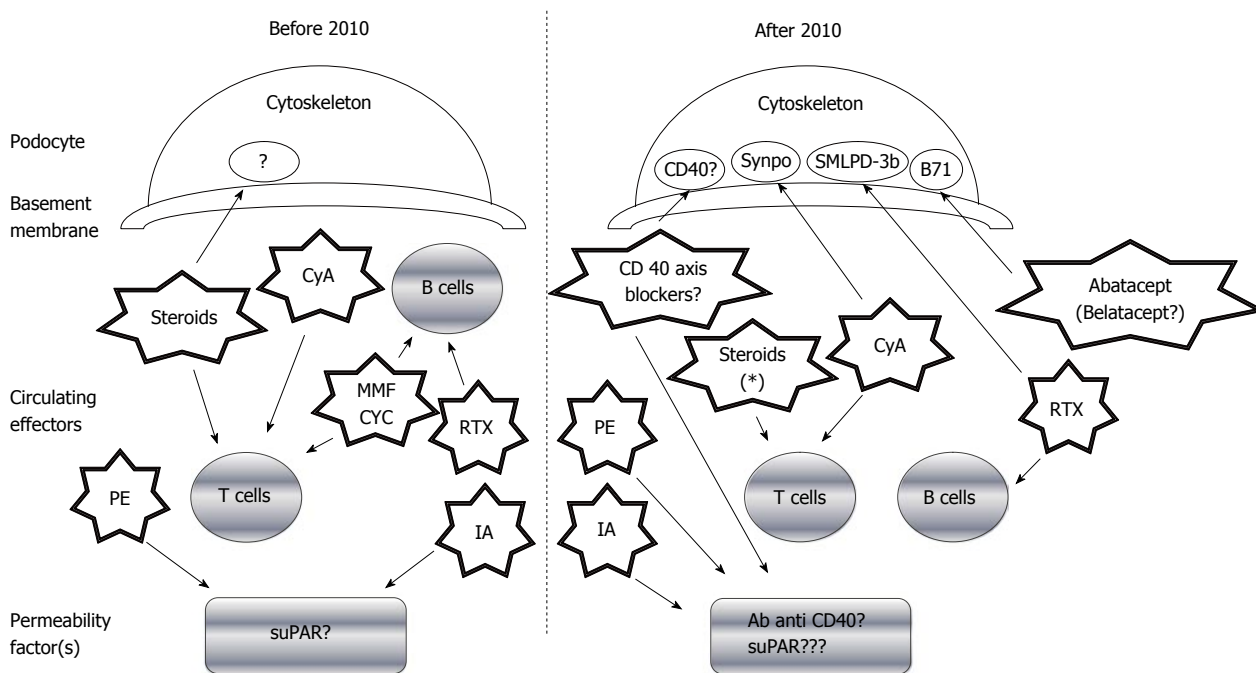 Before 2010
After 2010
Podocyte
Basement
membrane
Circulating
effectors
Permeability
factor(s)
Cytoskeleton
?
CyA
B cells
Steroids
MMF
CYC
RTX
PE
T cells
IA
suPAR?
Cytoskeleton
CD40?
Synpo
SMLPD-3b
B71
CD 40 axis
blockers?
Abatacept
(Belatacept?)
Steroids
(*)
CyA
RTX
PE
T cells
B cells
IA
Ab anti CD40?
suPAR???